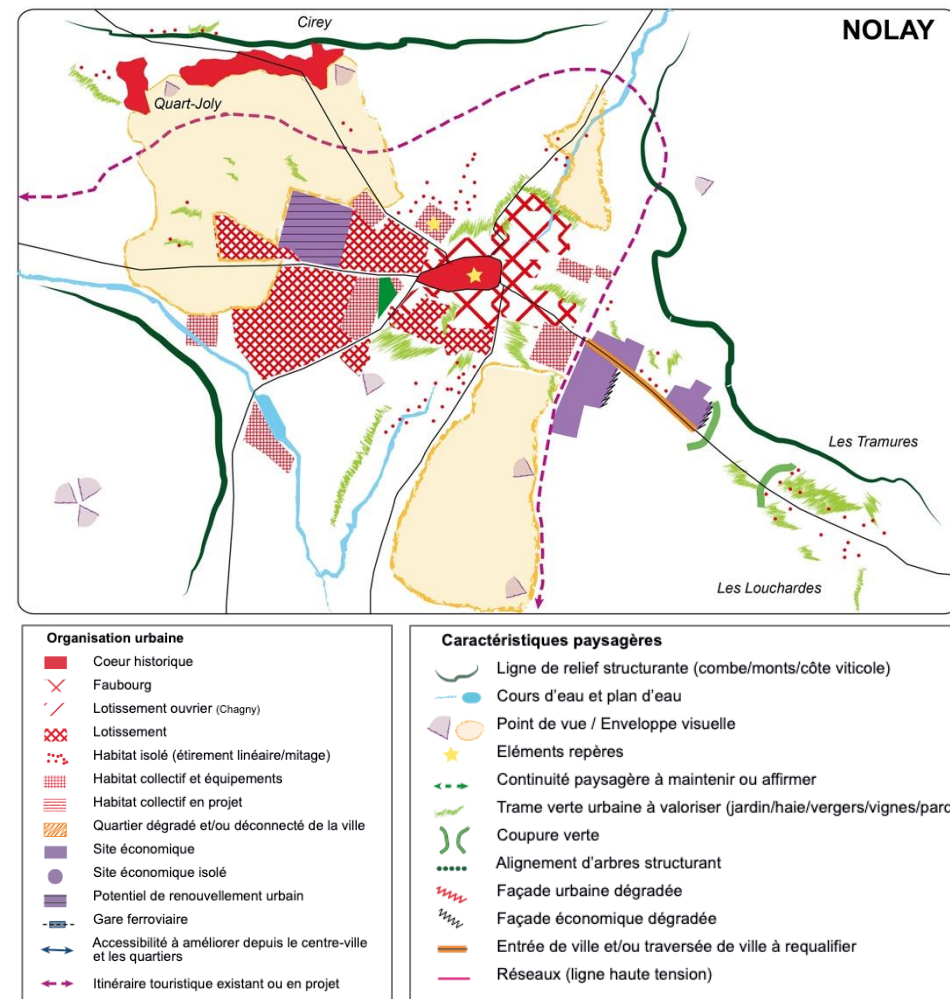 NOLAY
Cirey
Quart-Joly
Les Tramures
Les Louchardes
Organisation urbaine
Coeur historique
Faubourg
Lotissement ouvrier (Chagny)
Lotissement
Habitat isolé (étirement linéaire/mitage)
Habitat collectif et équipements
Habitat collectif en projet
Quartier dégradé et/ou déconnecté de la ville
Site économique
Site économique isolé
Potentiel de renouvellement urbain
Gare ferroviaire
Accessibilité à améliorer depuis le centre-ville
et les quartiers
Itinéraire touristique existant ou en projet
Caractéristiques paysagères
Ligne de relief structurante (combe/monts/côte viticole)
Cours d'eau et plan d'eau
Point de vue / Enveloppe visuelle
Eléments repères
Continuité paysagère à maintenir ou affirmer
Trame verte urbaine à valoriser (jardin/haie/vergers/vignes/parc
Coupure verte
Alignement d'arbres structurant
Façade urbaine dégradée
Façade économique dégradée
Entrée de ville et/ou traversée de ville à requalifier
Réseaux (ligne haute tension)